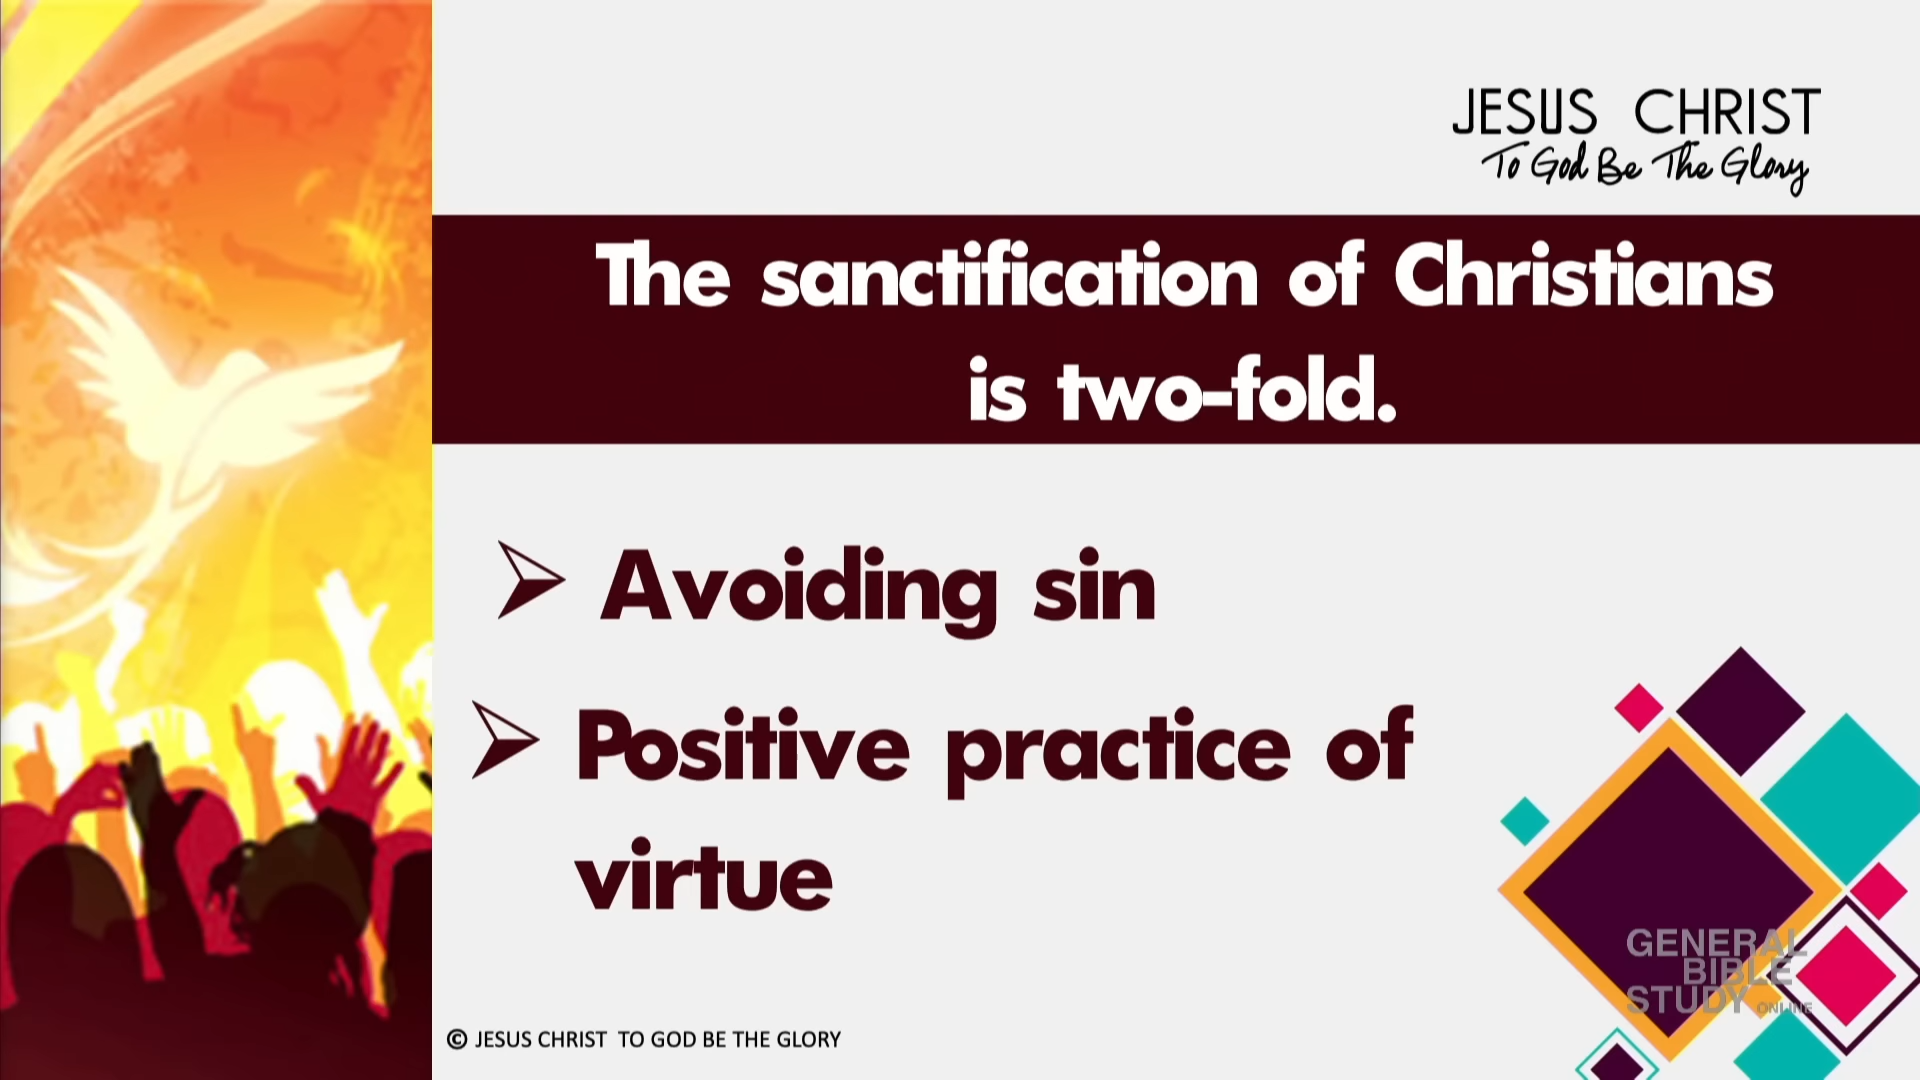 JESUS CHRIST
To God Be The Glory
The sanctification of Christians
is two-fold.
➢ Avoiding sin
➢ Positive practice of
virtue
GENERAL
BIBLE
STUDY ONLINE
© JESUS CHRIST TO GOD BE THE GLORY